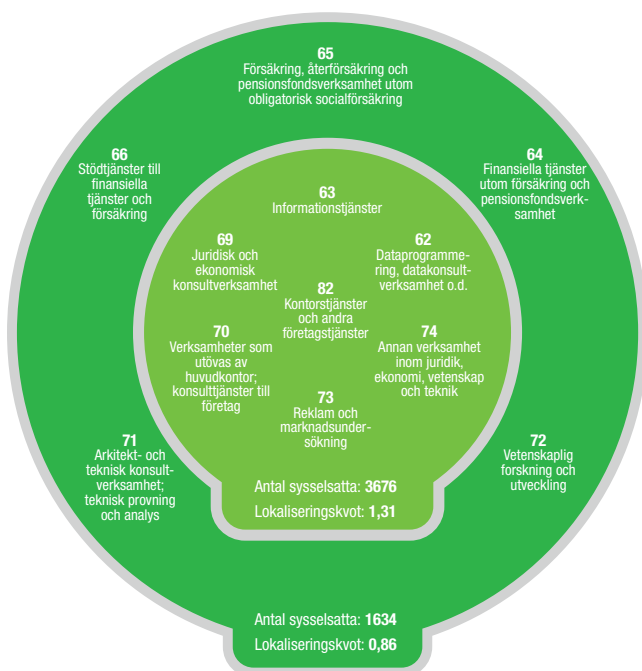 65
Försäkring, återförsäkring och
pensionsfondsverksamhet utom
obligatorisk socialförsäkring
66
Stödtjänster till
finansiella
tjänster och
försäkring
64
Finansiella tjänster
utom försäkring och
pensionsfondsverk-
samhet
63
Informationstjänster
69
Juridisk och
ekonomisk
konsultverksamhet
62
Dataprogramme-
ring, datakonsult-
verksamhet o.d.
82
Kontorstjänster
och andra
företagstjänster
70
Verksamheter som
utövas av
huvudkontor;
konsulttjänster till
företag
74
Annan verksamhet
inom juridik,
ekonomi, vetenskap
och teknik
73
Reklam och
marknadsunder-
sökning
71
Arkitekt- och
teknisk konsult-
verksamhet;
teknisk provning
och analys
72
Vetenskaplig
forskning och
utveckling
Antal sysselsatta: 3676
Lokaliseringskvot: 1,31
Antal sysselsatta: 1634
Lokaliseringskvot: 0,86